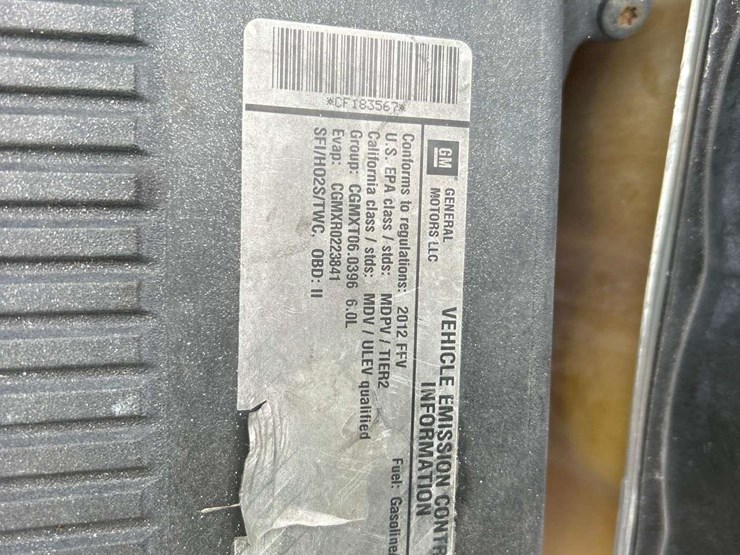 *CF183567*
GM
GENERAL
MOTORS LLC
VEHICLE EMISSION CONTR
INFORMATION
Conforms to regulations: 2012 FFV
Fuel: Gasoline
U.S. EPA class / stds: MDPV / TIER2
California class / stds: MDV / ULEV qualified
Group: CGMXT06.0396 6.0L
Evap: CGMXR0223841
SFI/HO2S/TWC, OBD: II